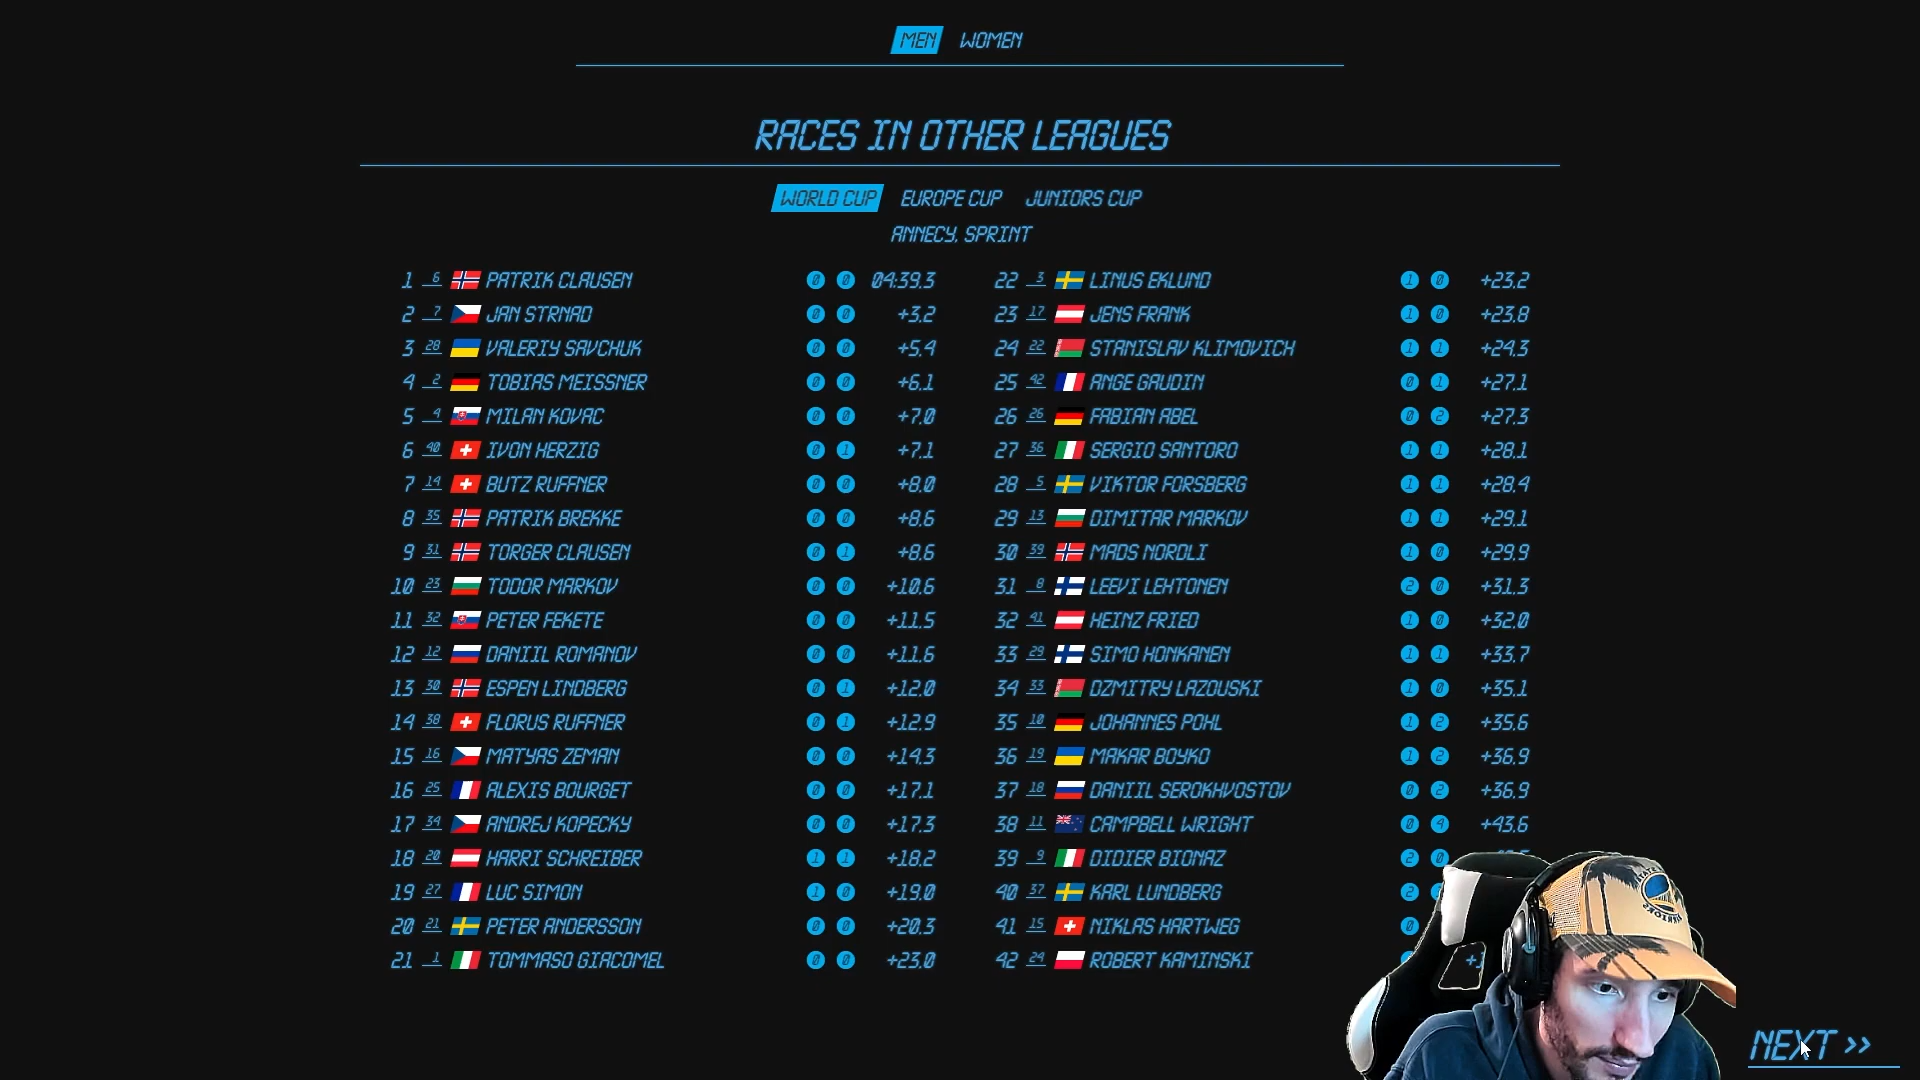 MEN WOMEN
RACES IN OTHER LEAGUES
WORLD CUP EUROPE CUP JUNIORS CUP
ANNECY, SPRINT
1 6 PATRIK CLAUSEN 0 0 04:39.3
2 7 JAN STRNAD 0 0 +3.2
3 28 VALERIY SAVCHUK 0 0 +5.4
4 2 TOBIAS MEISSNER 0 0 +6.1
5 4 MILAN KOVAC 0 0 +7.0
6 40 IVON HERZIG 0 1 +7.1
7 14 BUTZ RUFFNER 0 0 +8.0
8 35 PATRIK BREKKE 0 0 +8.6
9 31 TORGER CLAUSEN 0 1 +8.6
10 23 TODOR MARKOV 0 0 +10.6
11 32 PETER FEKETE 0 0 +11.5
12 12 DANIIL ROMANOV 0 0 +11.6
13 30 ESPEN LINDBERG 0 1 +12.0
14 38 FLORUS RUFFNER 0 1 +12.9
15 16 MATYAS ZEMAN 0 0 +14.3
16 25 ALEXIS BOURGET 0 0 +17.1
17 34 ANDREJ KOPECKY 0 0 +17.3
18 20 HARRI SCHREIBER 1 1 +18.2
19 27 LUC SIMON 1 0 +19.0
20 21 PETER ANDERSSON 0 0 +20.3
21 1 TOMMASO GIACOMEL 0 0 +23.0
22 3 LINUS EKLUND 1 0 +23.2
23 17 JENS FRANK 1 0 +23.8
24 22 STANISLAV KLIMOVICH 1 1 +24.3
25 42 ANGE GAUDIN 0 1 +27.1
26 26 FABIAN ABEL 0 2 +27.3
27 36 SERGIO SANTORO 1 1 +28.1
28 5 VIKTOR FORSBERG 1 1 +28.4
29 13 DIMITAR MARKOV 1 1 +29.1
30 39 MADS NORDLI 1 0 +29.9
31 8 LEEVI LEHTONEN 2 0 +31.3
32 41 HEINZ FRIED 1 0 +32.0
33 29 SIMO HONKANEN 1 1 +33.7
34 33 DZMITRY LAZOUSKI 1 0 +35.1
35 10 JOHANNES POHL 1 2 +35.6
36 19 MAKAR BOYKO 1 2 +36.9
37 18 DANIIL SEROKHVOSTOV 0 2 +36.9
38 11 CAMPBELL WRIGHT 0 4 +43.6
39 9 DIDIER BIONAZ 2 0
40 37 KARL LUNDBERG 2
41 15 NIKLAS HARTWEG 0
42 24 ROBERT KAMINSKI
NEXT >>